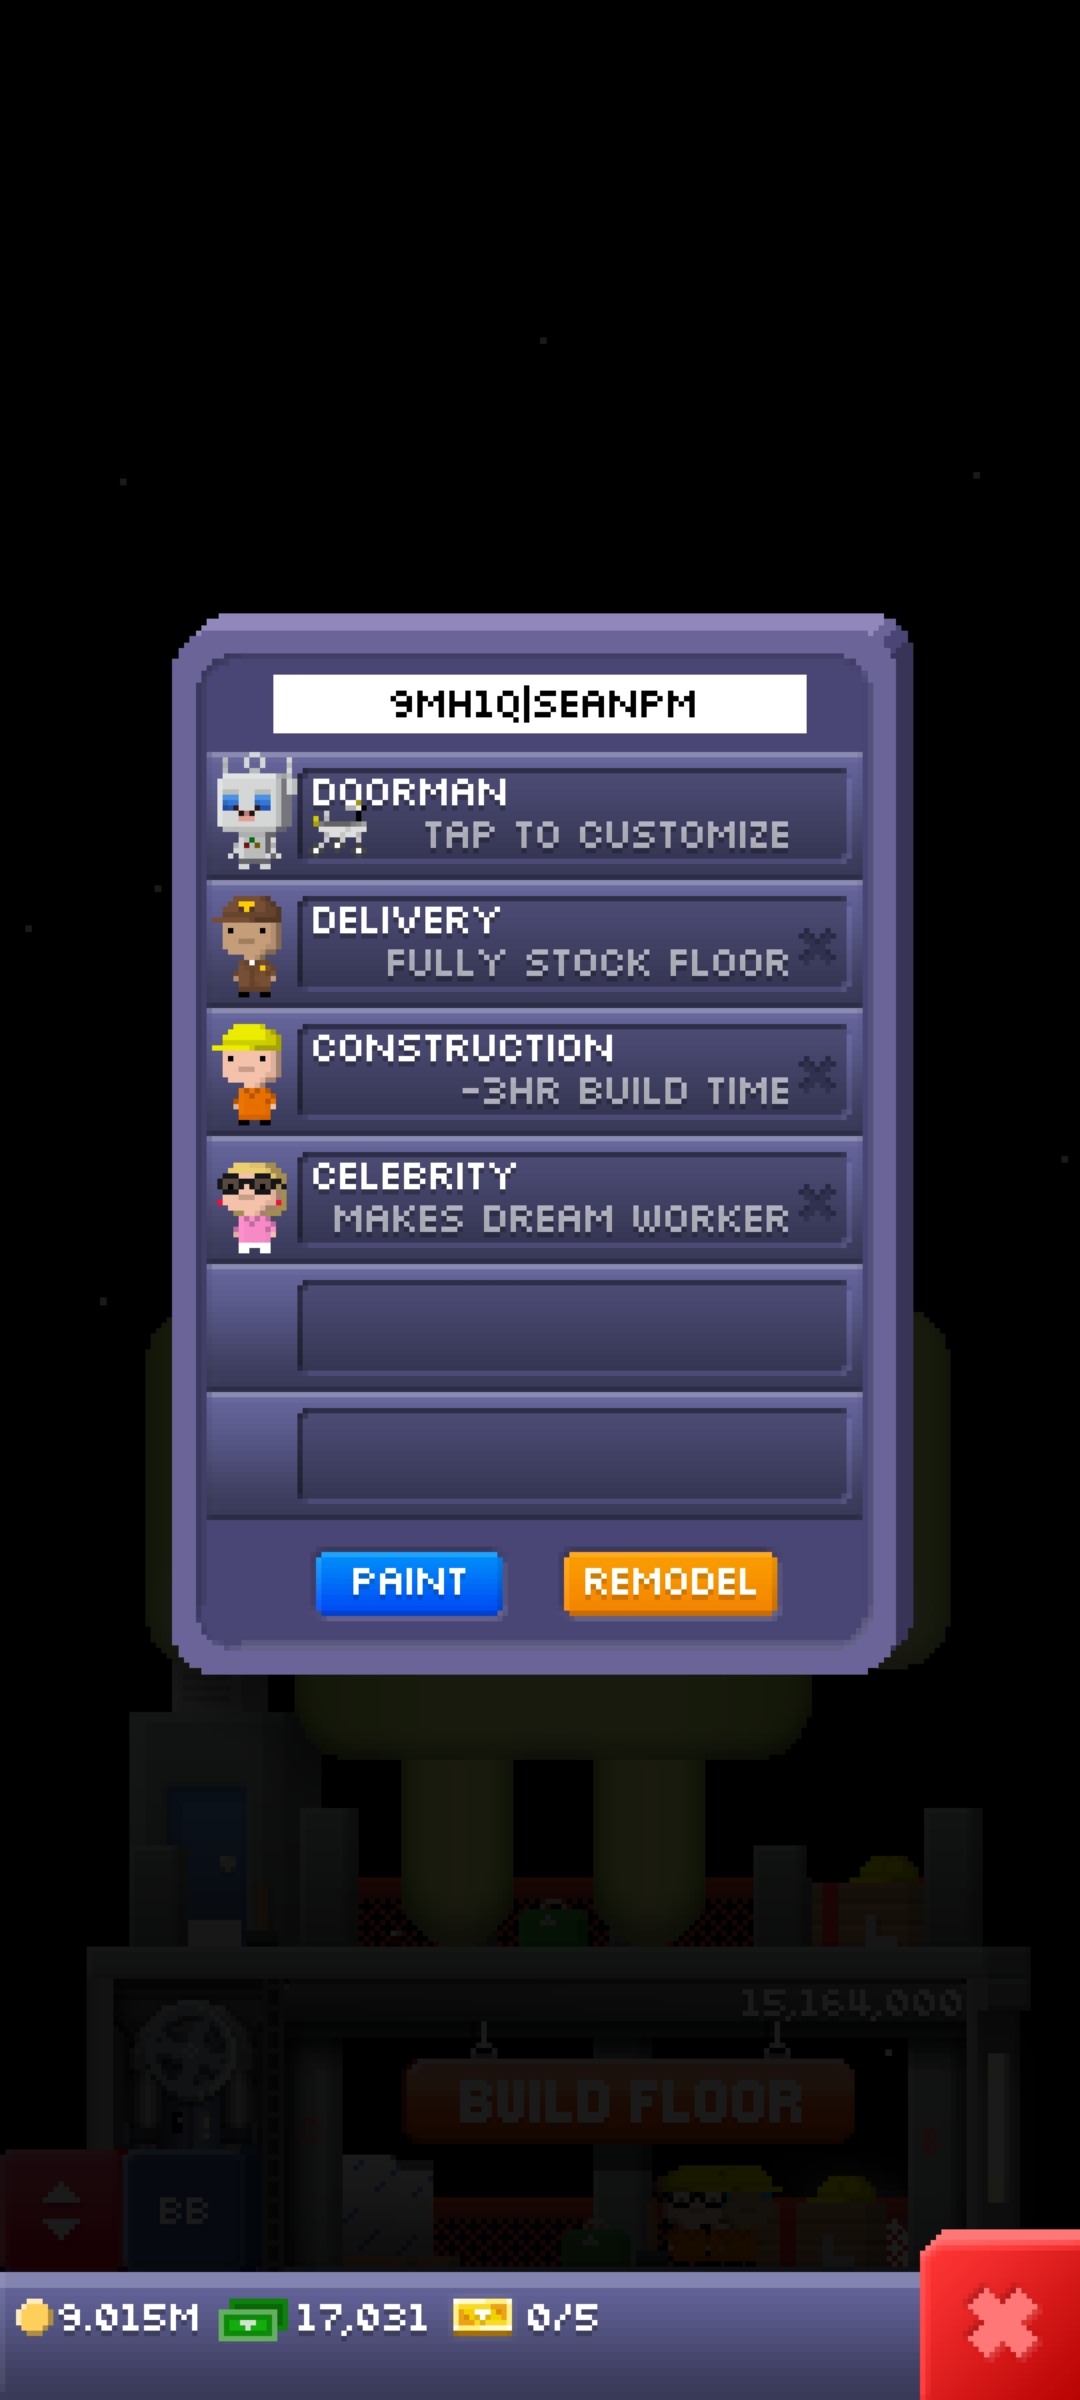 9MH1Q|SEANPM
DOORMAN
TAP TO CUSTOMIZE
DELIVERY
FULLY STOCK FLOOR
CONSTRUCTION
-3HR BUILD TIME
CELEBRITY
MAKES DREAM WORKER
PAINT REMODEL
15,164,000
BUILD FLOOR
BB
9.015M 17,031 0/5